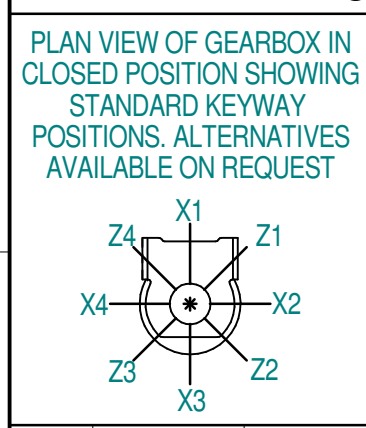 PLAN VIEW OF GEARBOX IN
CLOSED POSITION SHOWING
STANDARD KEYWAY
POSITIONS. ALTERNATIVES
AVAILABLE ON REQUEST
X1
Z4 Z1
X4 X2
Z3 Z2
X3